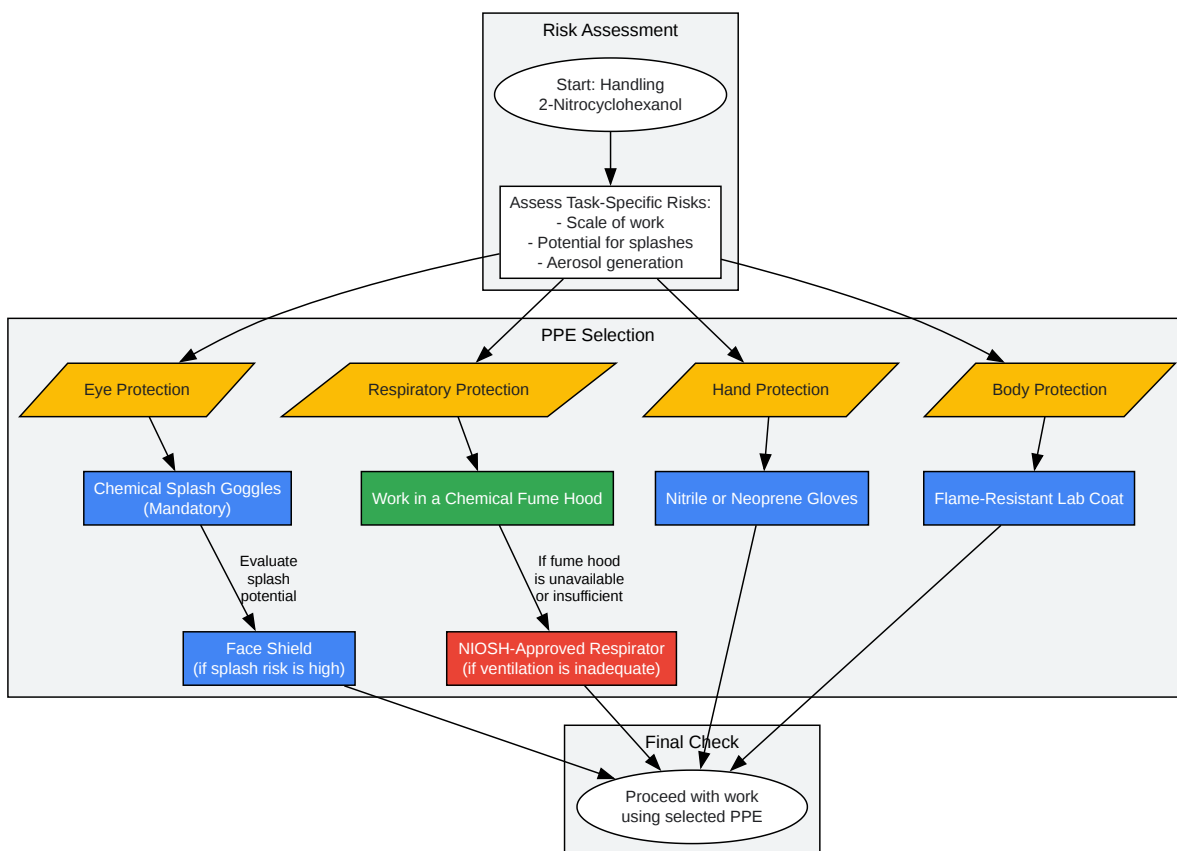 Risk Assessment
Start: Handling
2-Nitrocyclohexanol
Assess Task-Specific Risks:
- Scale of work
- Potential for splashes
- Aerosol generation
PPE Selection
Eye Protection
Respiratory Protection
Hand Protection
Body Protection
Chemical Splash Goggles
(Mandatory)
Work in a Chemical Fume Hood
Nitrile or Neoprene Gloves
Flame-Resistant Lab Coat
Evaluate
splash
potential
If fume hood
is unavailable
or insufficient
Face Shield
(if splash risk is high)
NIOSH-Approved Respirator
(if ventilation is inadequate)
Final Check
Proceed with work
using selected PPE